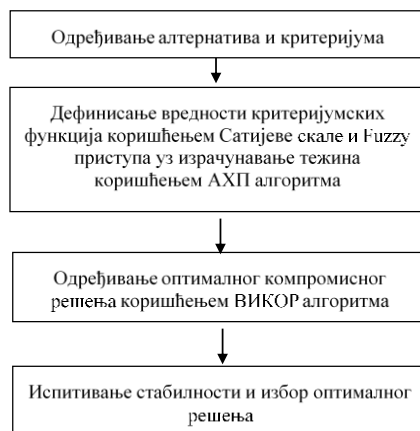 Одређивање алтернатива и критеријума
Дефинисање вредности критеријумских
функција коришћењем Сатијеве скале и Fuzzy
приступа уз израчунавање тежина
коришћењем АХП алгоритма
Одређивање оптималног компромисног
решења коришћењем ВИКОР алгоритма
Испитивање стабилности и избор оптималног
решења